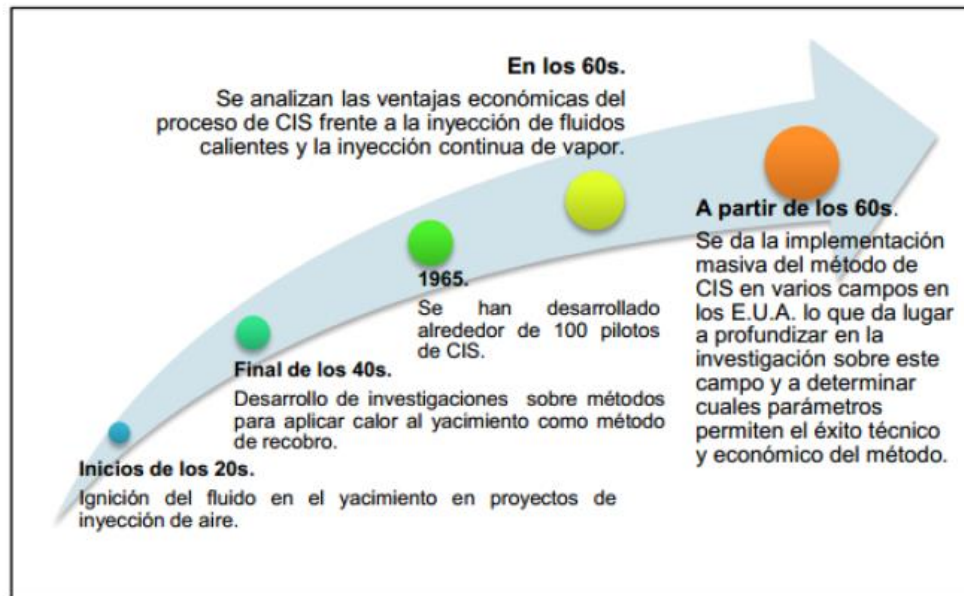 En los 60s.
Se analizan las ventajas económicas del
proceso de CIS frente a la inyección de fluidos
calientes y la inyección continua de vapor.
A partir de los 60s.
Se da la implementación
masiva del método de
CIS en varios campos en
los E.U.A. lo que da lugar
a profundizar en la
investigación sobre este
campo y a determinar
cuales parámetros
permiten el éxito técnico
y económico del método.
1965.
Se han desarrollado
alrededor de 100 pilotos
de CIS.
Final de los 40s.
Desarrollo de investigaciones sobre métodos
para aplicar calor al yacimiento como método
de recobro.
Inicios de los 20s.
Ignición del fluido en el yacimiento en proyectos de
inyección de aire.